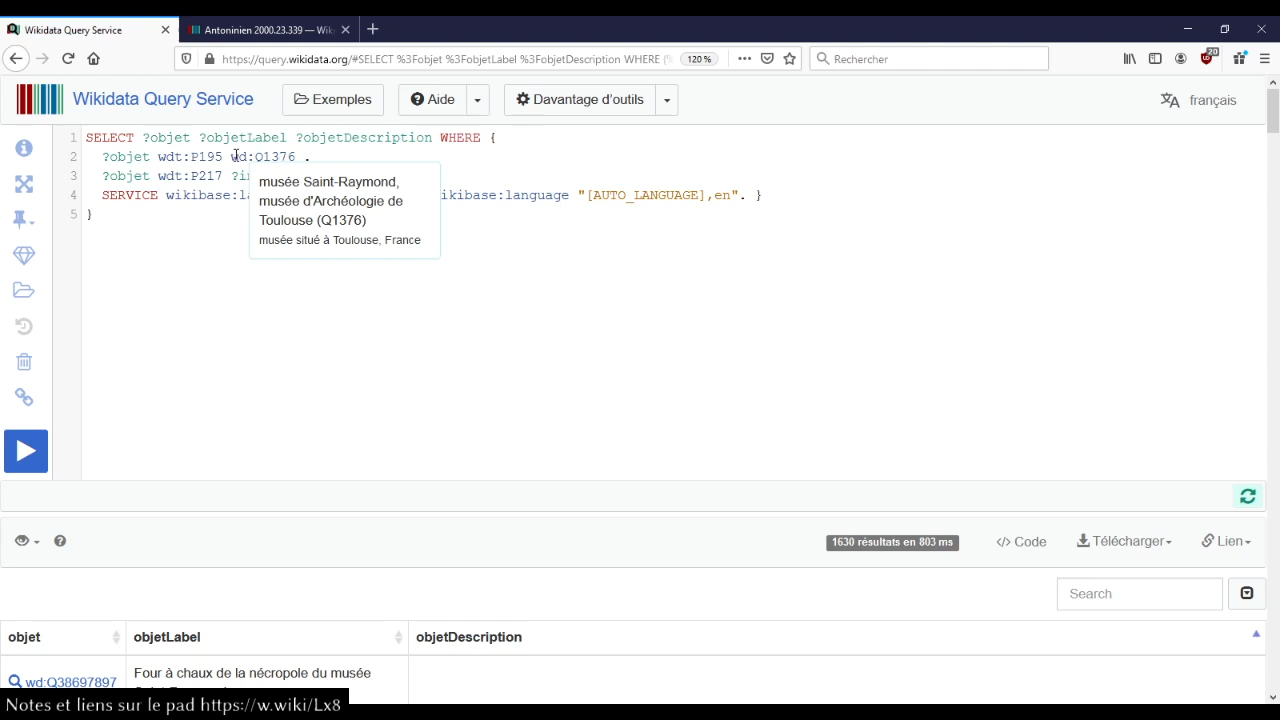 Wikidata Query Service
Antoninien 2000.23.339 — Wik
https://query.wikidata.org/#SELECT %3Fobjet %3FobjetLabel %3FobjetDescription WHERE {
120 %
Rechercher
20
Wikidata Query Service
Exemples
Aide
Davantage d'outils
français
1 SELECT ?objet ?objetLabel ?objetDescription WHERE {
2 ?objet wdt:P195 wd:Q1376 .
3 ?objet wdt:P217 ?in
4 SERVICE wikibase:la ikibase:language "[AUTO_LANGUAGE],en". }
5 }
musée Saint-Raymond,
musée d'Archéologie de
Toulouse (Q1376)
musée situé à Toulouse, France
1630 résultats en 803 ms
</> Code
Télécharger
Lien
Search
objet
objetLabel
objetDescription
wd:Q38697897
Four à chaux de la nécropole du musée
Notes et liens sur le pad https://w.wiki/Lx8